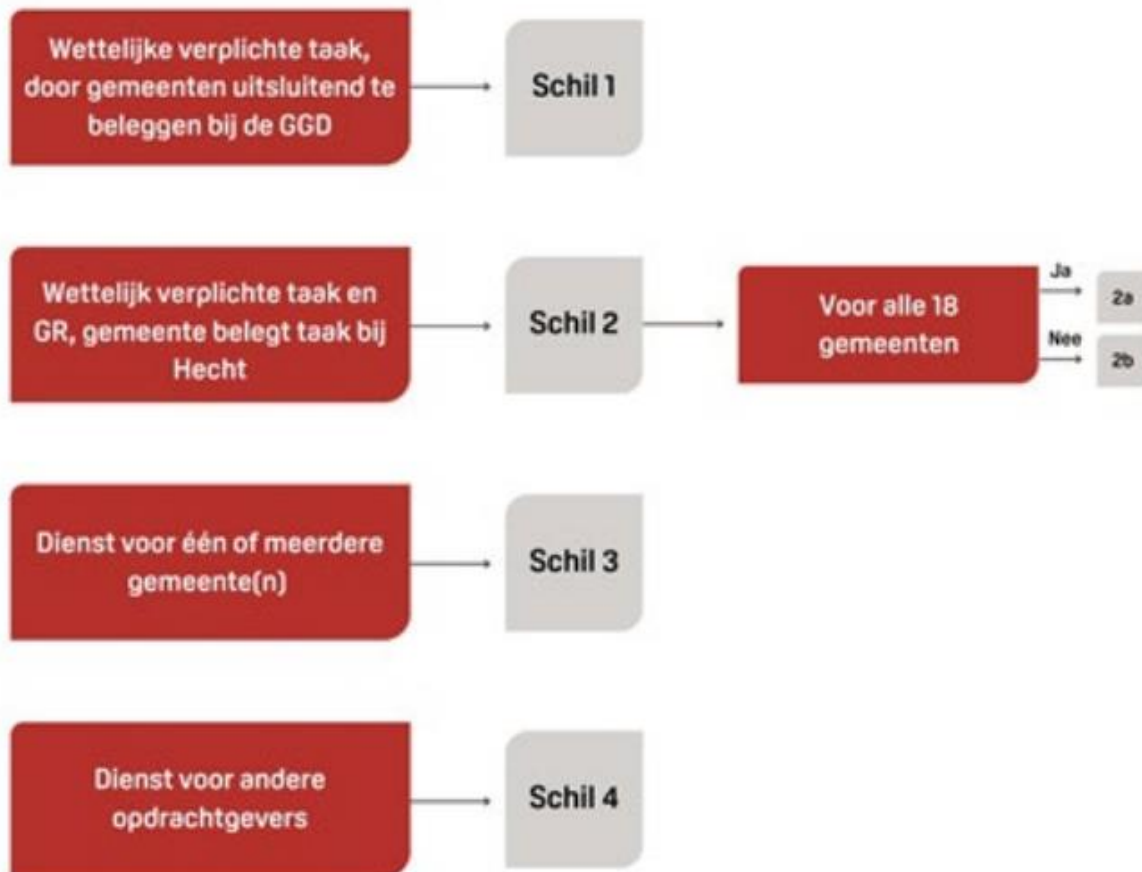 Wettelijke verplichte taak,
door gemeenten uitsluitend te
beleggen bij de GGD
Schil 1
Wettelijk verplichte taak en
GR, gemeente belegt taak bij
Hecht
Schil 2
Voor alle 18
gemeenten
Ja
2a
Nee
2b
Dienst voor één of meerdere
gemeente(n)
Schil 3
Dienst voor andere
opdrachtgevers
Schil 4